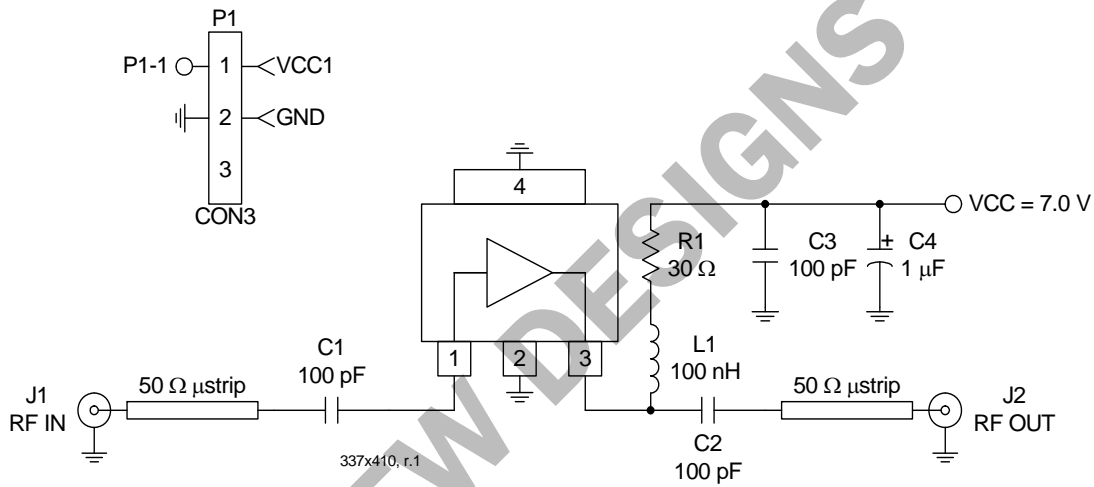 P1
P1-1
1
VCC1
2
GND
3
CON3
4
VCC = 7.0 V
R1
30 Ω
C3
100 pF
+
C4
1 μF
1
2
3
L1
100 nH
C1
100 pF
J1
RF IN
50 Ω μstrip
50 Ω μstrip
J2
RF OUT
C2
100 pF
337x410, r.1
EW DESIGNS